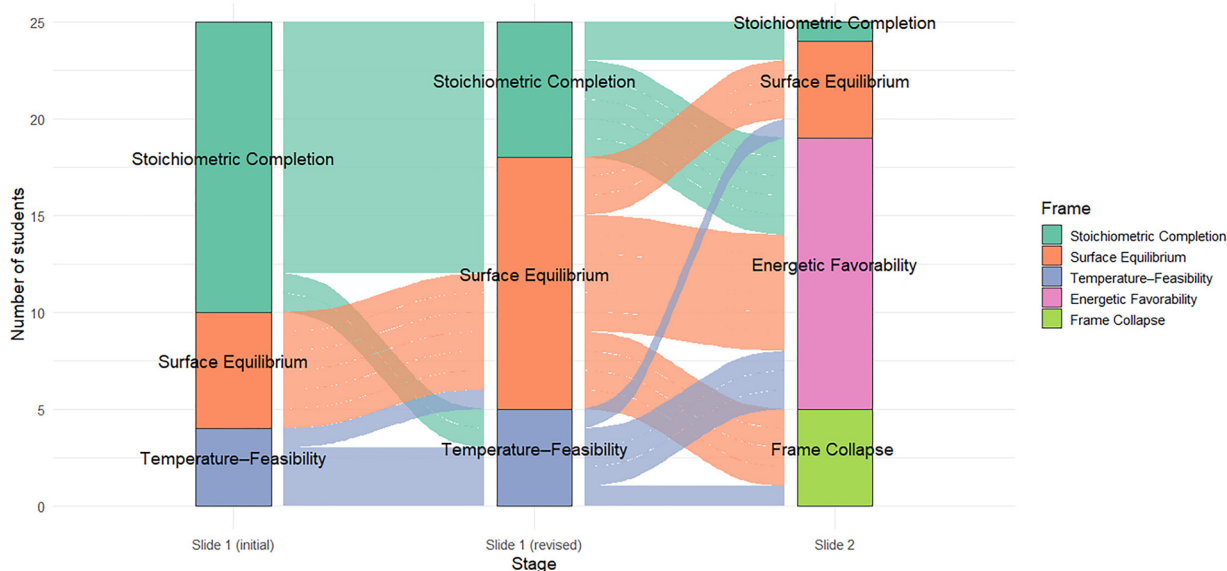 25
20
15
10
5
0
Number of students
Stoichiometric Completion
Surface Equilibrium
Temperature–Feasibility
Stoichiometric Completion
Surface Equilibrium
Temperature–Feasibility
Stoichiometric Completion
Surface Equilibrium
Energetic Favorability
Frame Collapse
Slide 1 (initial)
Slide 1 (revised)
Slide 2
Stage
Frame
Stoichiometric Completion
Surface Equilibrium
Temperature–Feasibility
Energetic Favorability
Frame Collapse